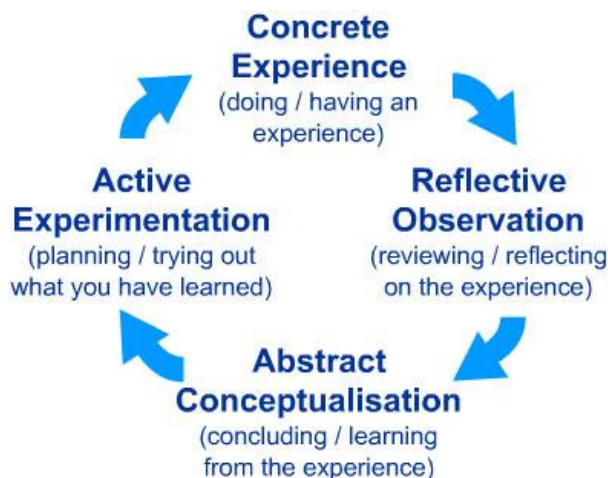 Concrete
Experience
(doing / having an
experience)
Reflective
Observation
(reviewing / reflecting
on the experience)
Abstract
Conceptualisation
(concluding / learning
from the experience)
Active
Experimentation
(planning / trying out
what you have learned)